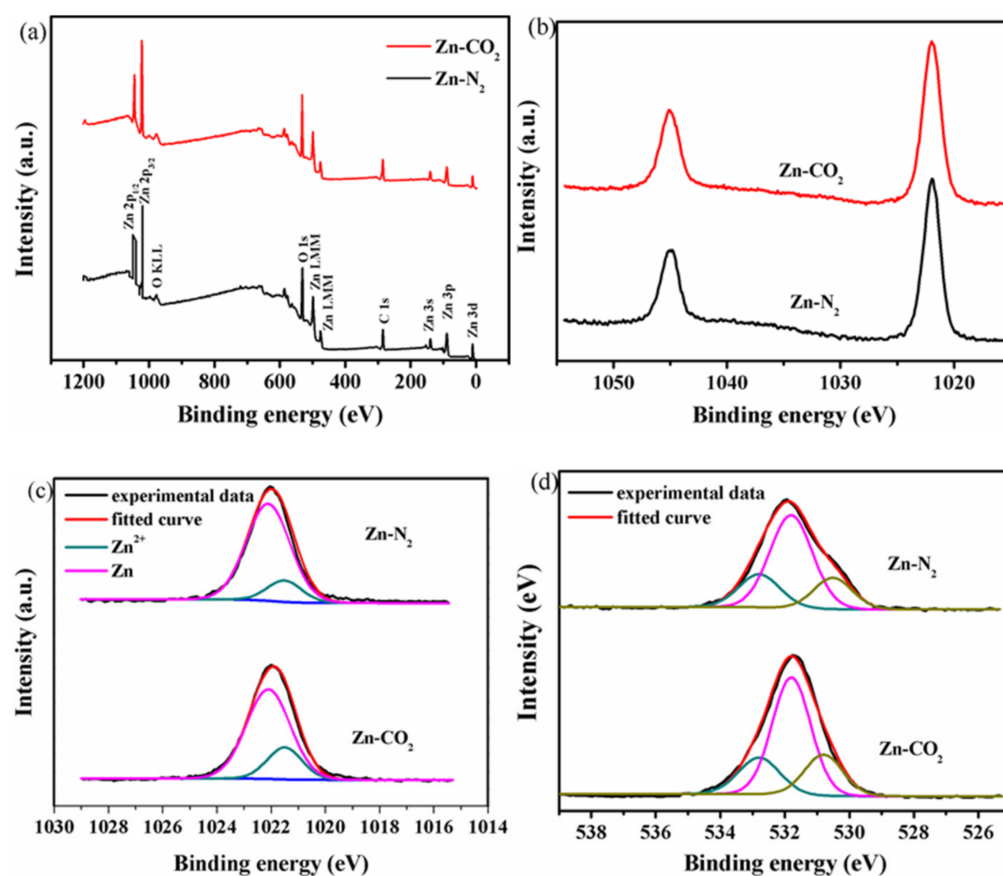 (a)
Zn-CO₂
Zn-N₂
Intensity (a.u.)
Zn 2p₁/₂
Zn 2p₃/₂
O KLL
O 1s
Zn LMM
Zn LMM
C 1s
Zn 3s
Zn 3p
Zn 3d
1200 1000 800 600 400 200 0
Binding energy (eV)
(b)
Intensity (a.u.)
Zn-CO₂
Zn-N₂
1050 1040 1030 1020
Binding energy (eV)
(c)
experimental data
fitted curve
Zn²⁺
Zn
Zn-N₂
Intensity (a.u.)
Zn-CO₂
1030 1028 1026 1024 1022 1020 1018 1016 1014
Binding energy (eV)
(d)
experimental data
fitted curve
Zn-N₂
Intensity (eV)
Zn-CO₂
538 536 534 532 530 528 526
Binding energy (eV)